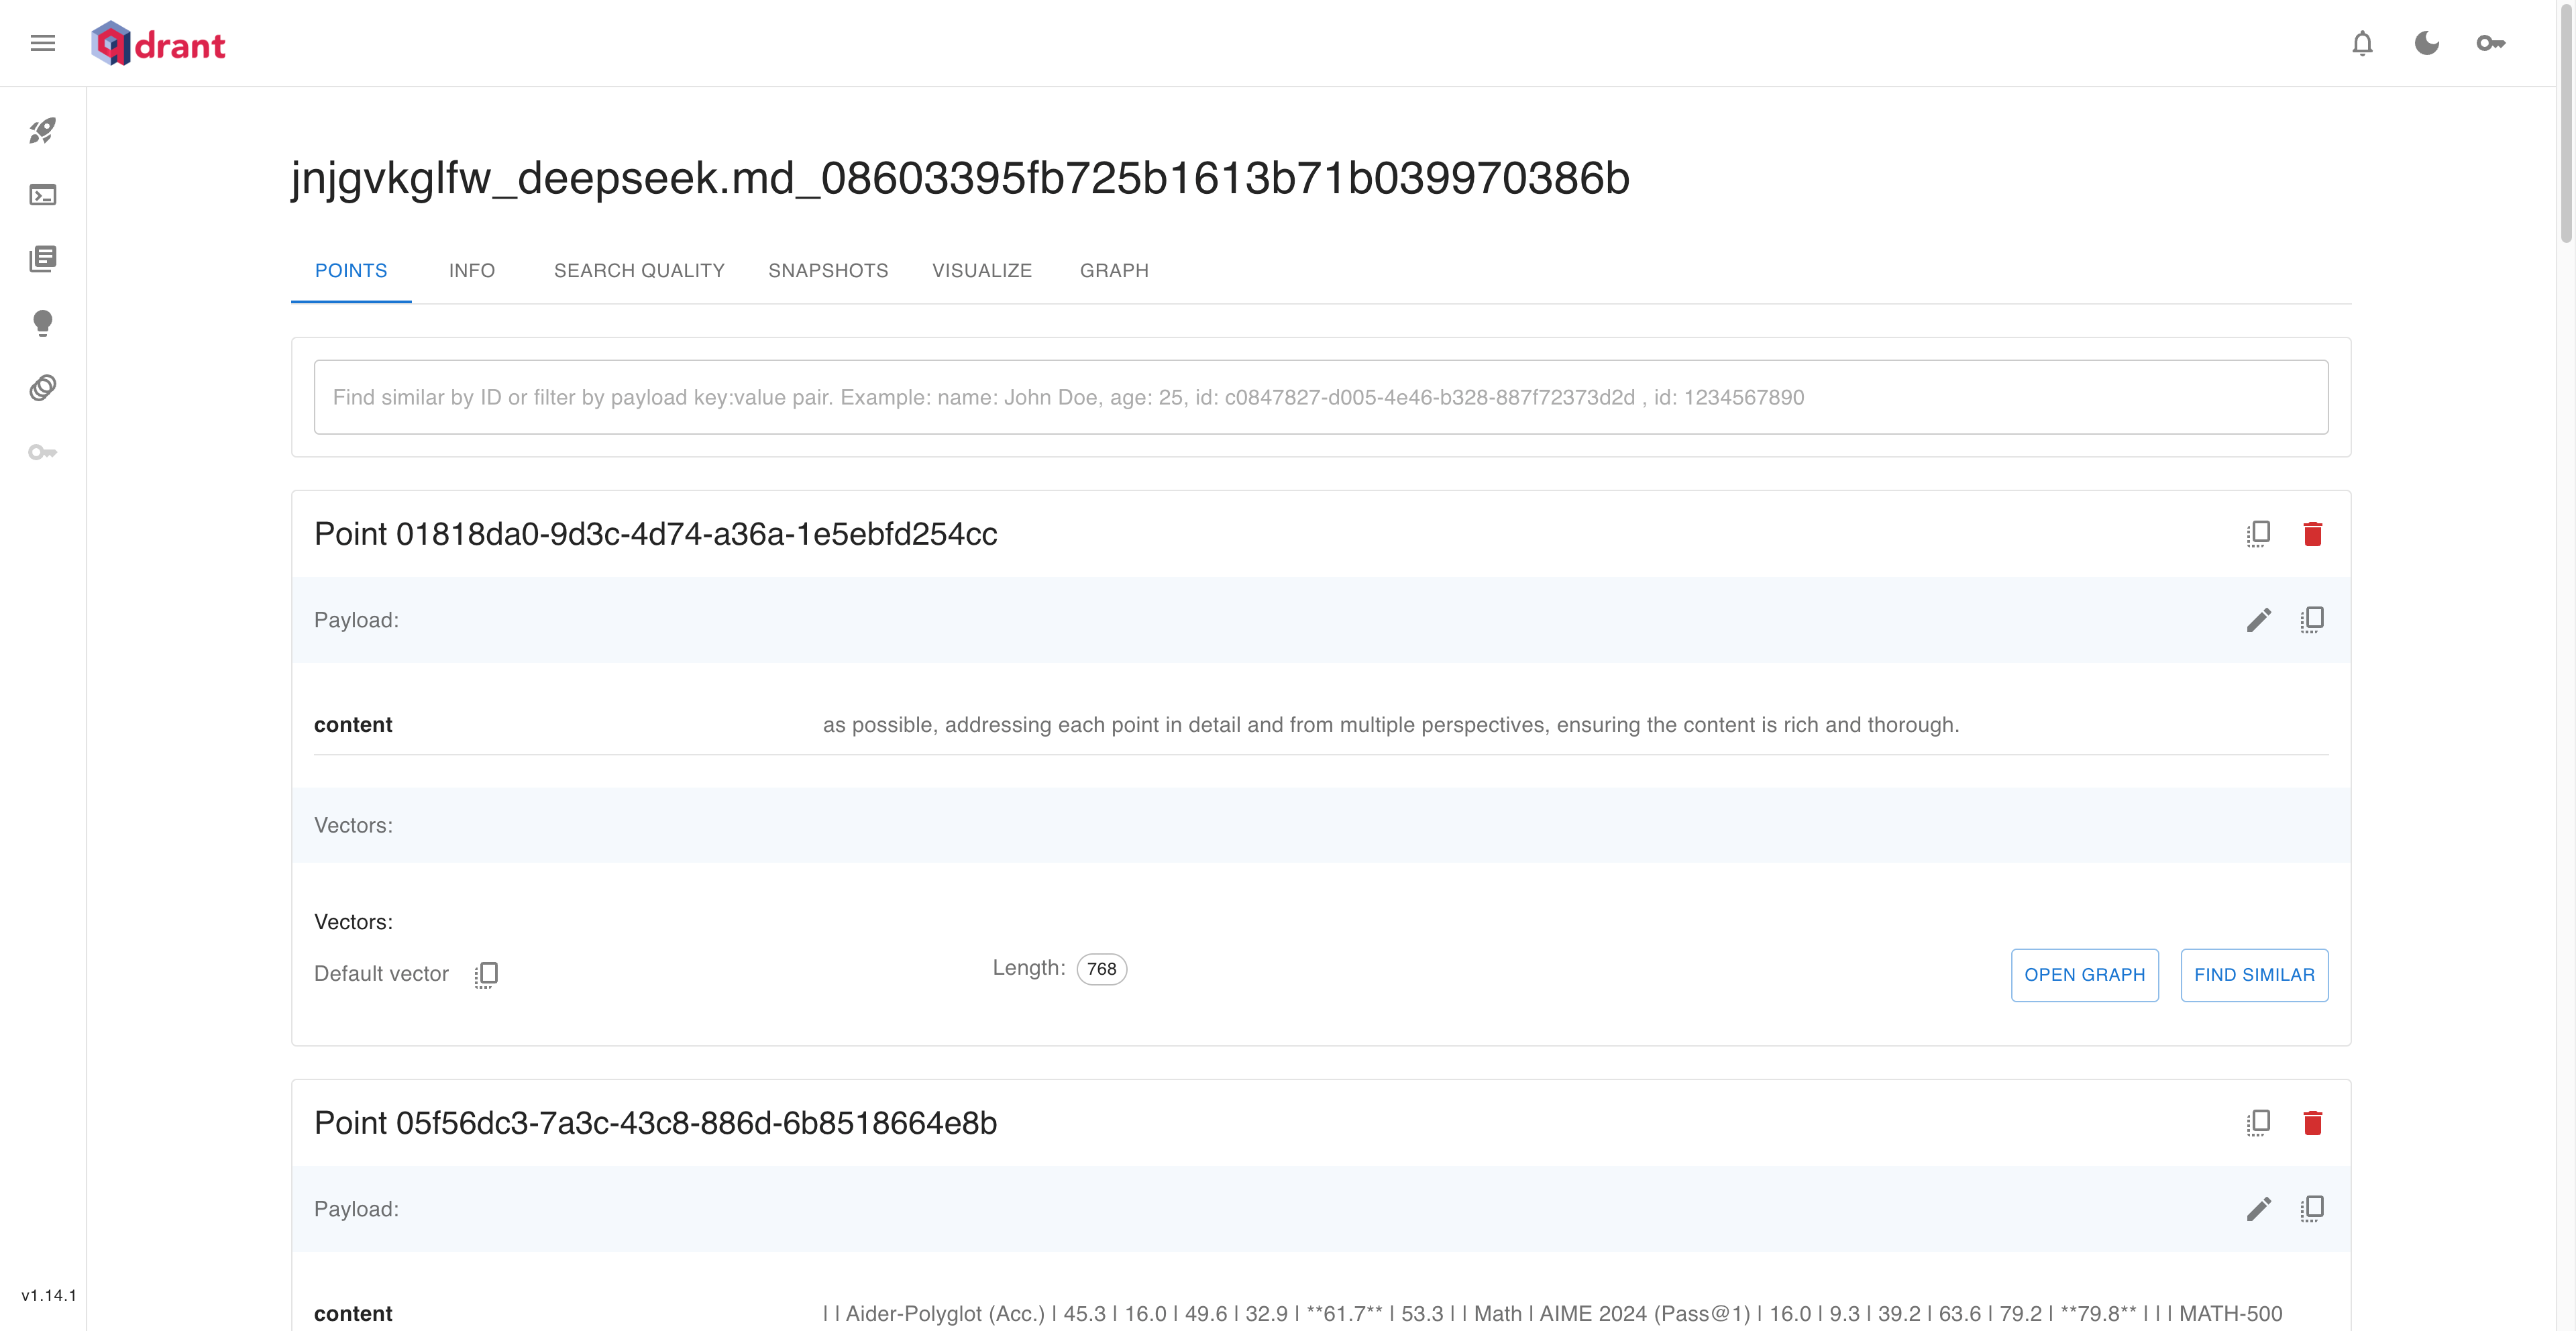 qdrant
jnjgvkglfw_deepseek.md_08603395fb725b1613b71b039970386b
POINTS INFO SEARCH QUALITY SNAPSHOTS VISUALIZE GRAPH
Find similar by ID or filter by payload key:value pair. Example: name: John Doe, age: 25, id: c0847827-d005-4e46-b328-887f72373d2d , id: 1234567890
Point 01818da0-9d3c-4d74-a36a-1e5ebfd254cc
Payload:
content as possible, addressing each point in detail and from multiple perspectives, ensuring the content is rich and thorough.
Vectors:
Vectors:
Default vector Length: 768 OPEN GRAPH FIND SIMILAR
Point 05f56dc3-7a3c-43c8-886d-6b8518664e8b
Payload:
content | | Aider-Polyglot (Acc.) | 45.3 | 16.0 | 49.6 | 32.9 | **61.7** | 53.3 | | Math | AIME 2024 (Pass@1) | 16.0 | 9.3 | 39.2 | 63.6 | 79.2 | **79.8** | | | MATH-500
v1.14.1